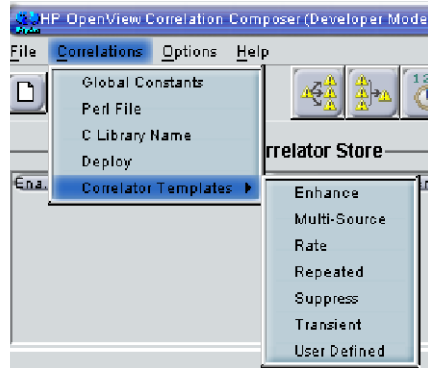 HP OpenView Correlation Composer (Developer Mode
File Correlations Options Help
Global Constants
Perl File
C Library Name
Deploy
Correlator Templates
rrelator Store
Ena.
Enhance
Multi-Source
Rate
Repeated
Suppress
Transient
User Defined